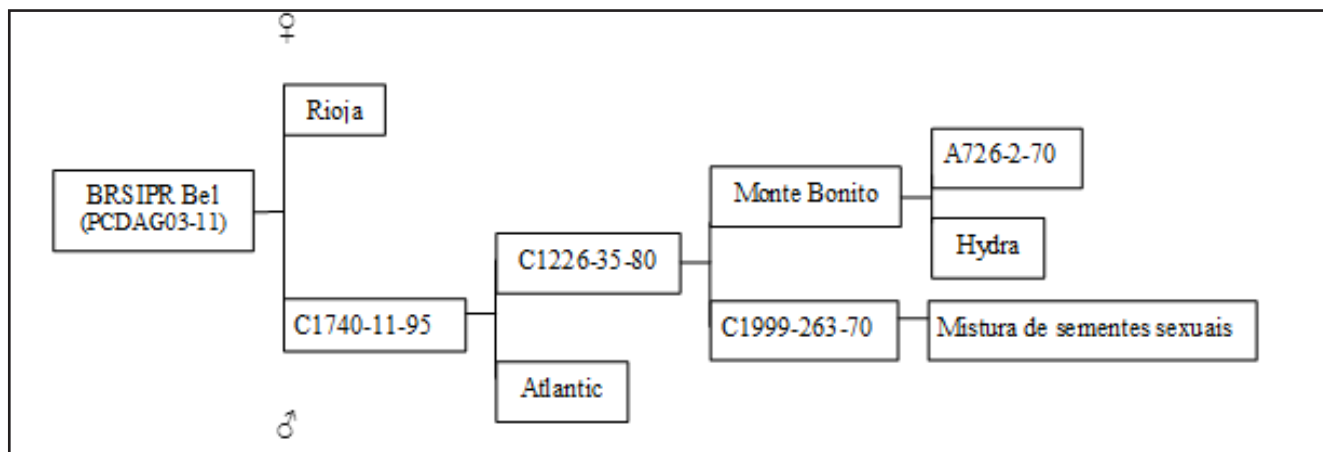 ♀
Rioja
BRSIPR Bel
(PCDAG03-11)
C1740-11-95
C1226-35-80
Atlantic
Monte Bonito
C1999-263-70
A726-2-70
Hydra
Mistura de sementes sexuais
♂